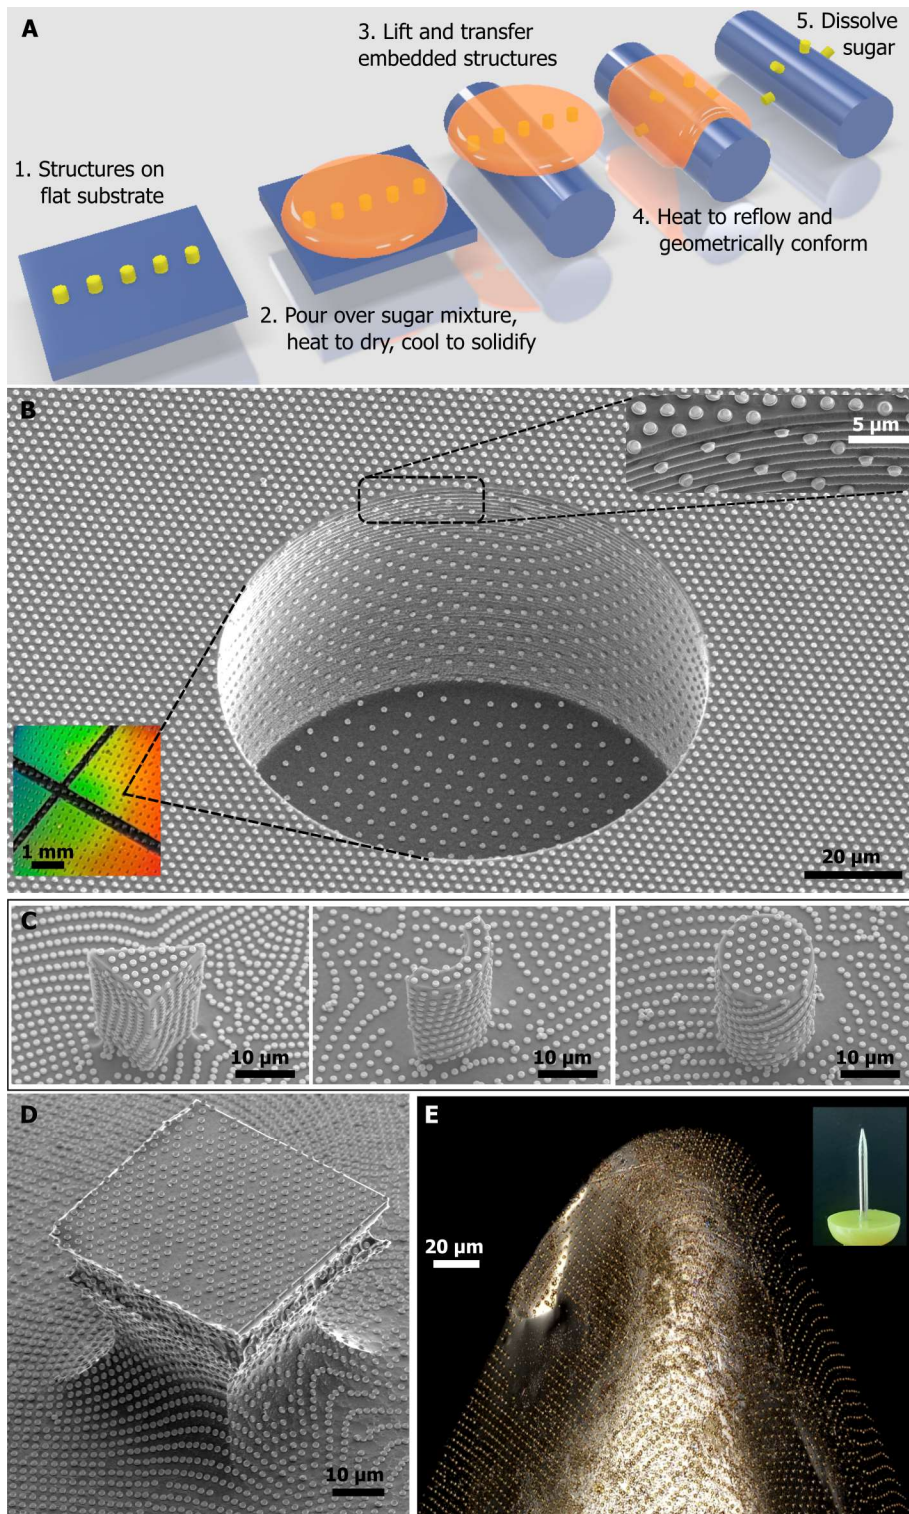 A
3. Lift and transfer
embedded structures
5. Dissolve
sugar
1. Structures on
flat substrate
4. Heat to reflow and
geometrically conform
2. Pour over sugar mixture,
heat to dry, cool to solidify
B
5 µm
1 mm
20 µm
C
10 µm
10 µm
10 µm
D
10 µm
E
20 µm